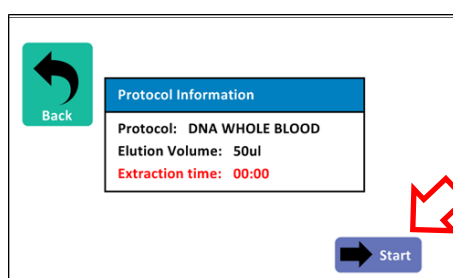 Back
Protocol Information
Protocol: DNA WHOLE BLOOD
Elution Volume: 50ul
Extraction time: 00:00
Start